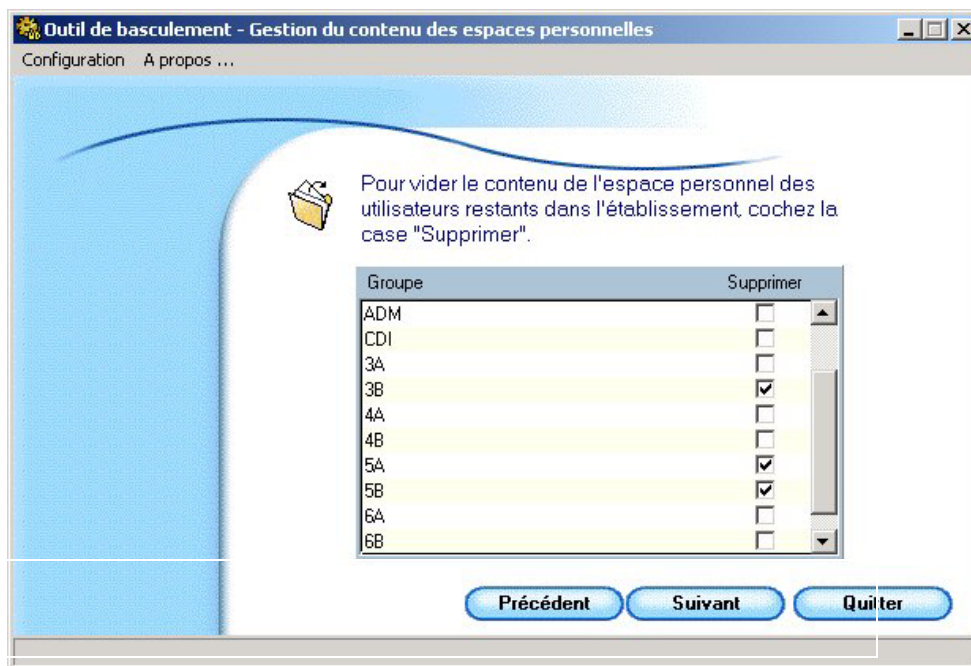 Outil de basculement - Gestion du contenu des espaces personnelles
Configuration A propos ...
Pour vider le contenu de l'espace personnel des
utilisateurs restants dans l'établissement, cochez la
case "Supprimer".
Groupe Supprimer
ADM
CDI
3A
3B
4A
4B
5A
5B
6A
6B
Précédent Suivant Quitter